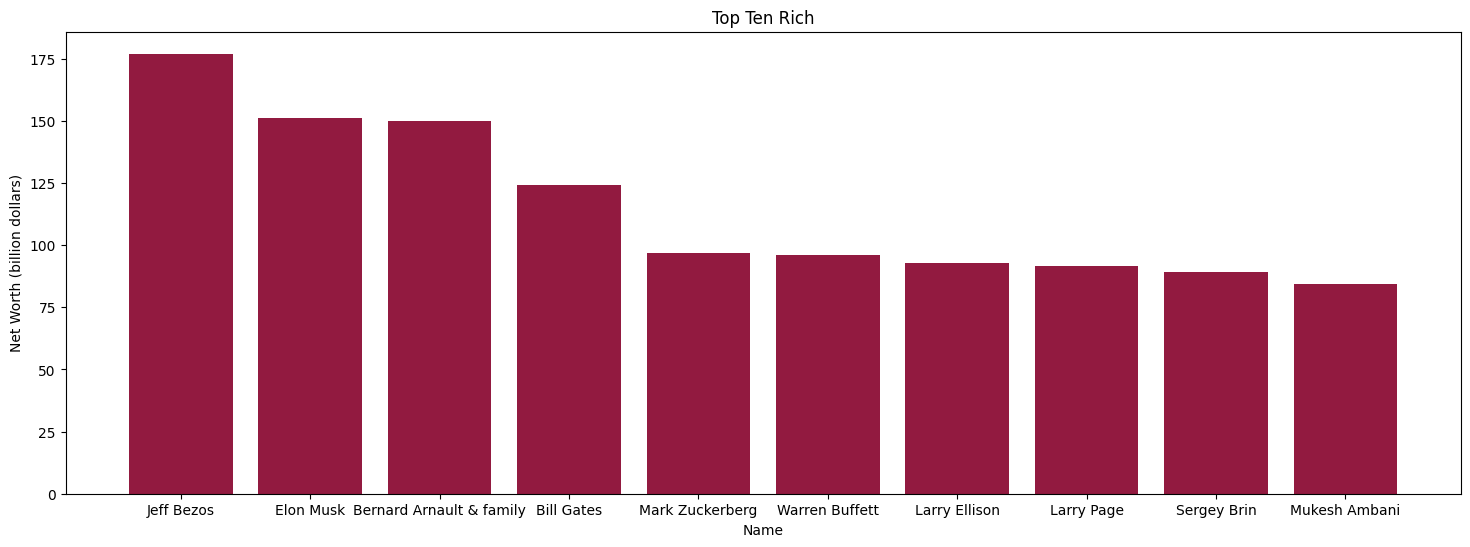 Top Ten Rich
Net Worth (billion dollars)
175
150
125
100
75
50
25
0
Jeff Bezos Elon Musk Bernard Arnault & family Bill Gates Mark Zuckerberg Warren Buffett Larry Ellison Larry Page Sergey Brin Mukesh Ambani
Name